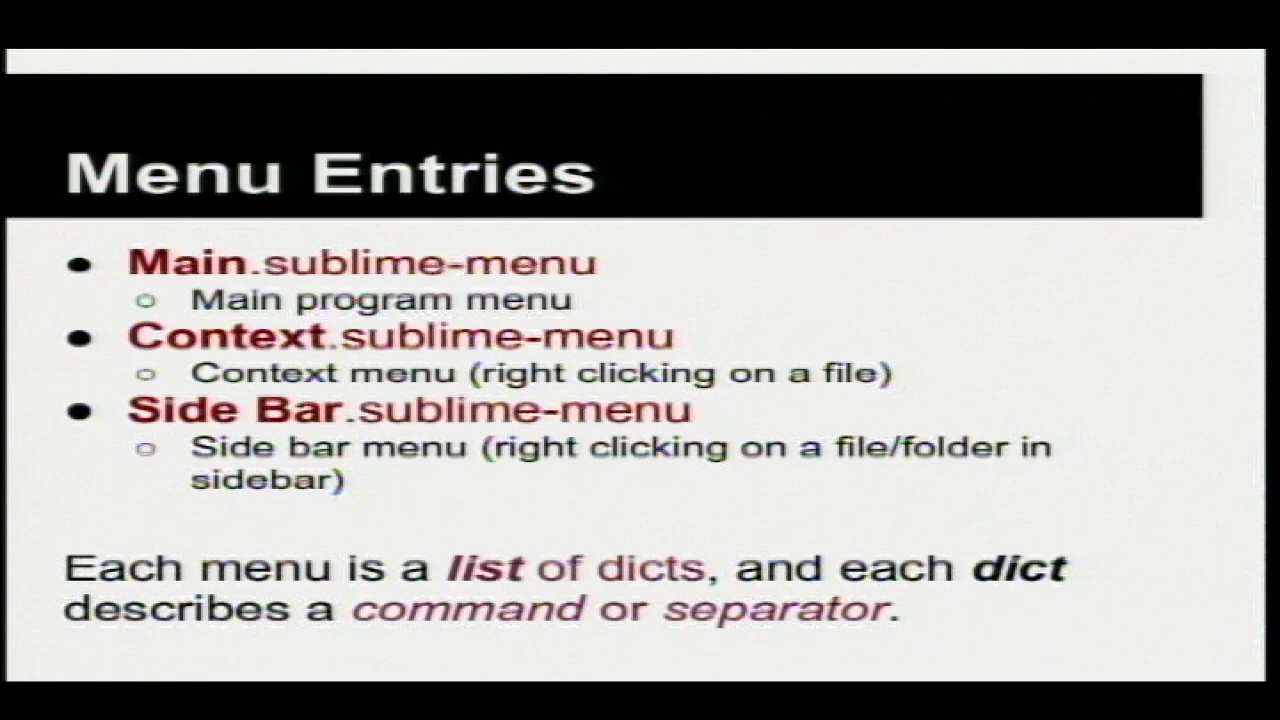 Menu Entries
Main.sublime-menu
Main program menu
Context.sublime-menu
Context menu (right clicking on a file)
Side Bar.sublime-menu
Side bar menu (right clicking on a file/folder in
sidebar)
Each menu is a list of dicts, and each dict
describes a command or separator.